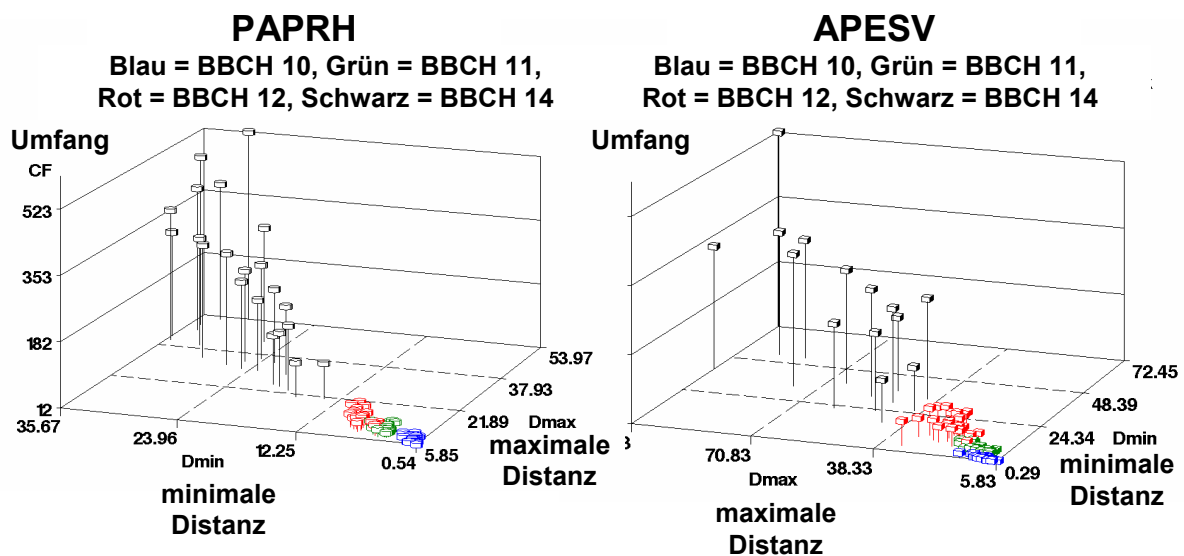 PAPRH
Blau = BBCH 10, Grün = BBCH 11,
Rot = BBCH 12, Schwarz = BBCH 14
Umfang
CF
523
353
182
12
35.67
23.96
12.25
0.54
Dmin
minimale
Distanz
53.97
37.93
21.89
5.85
Dmax
maximale
Distanz
APESV
Blau = BBCH 10, Grün = BBCH 11,
Rot = BBCH 12, Schwarz = BBCH 14
Umfang
3
70.83
38.33
5.83
Dmax
maximale
Distanz
72.45
48.39
24.34
0.29
Dmin
minimale
Distanz